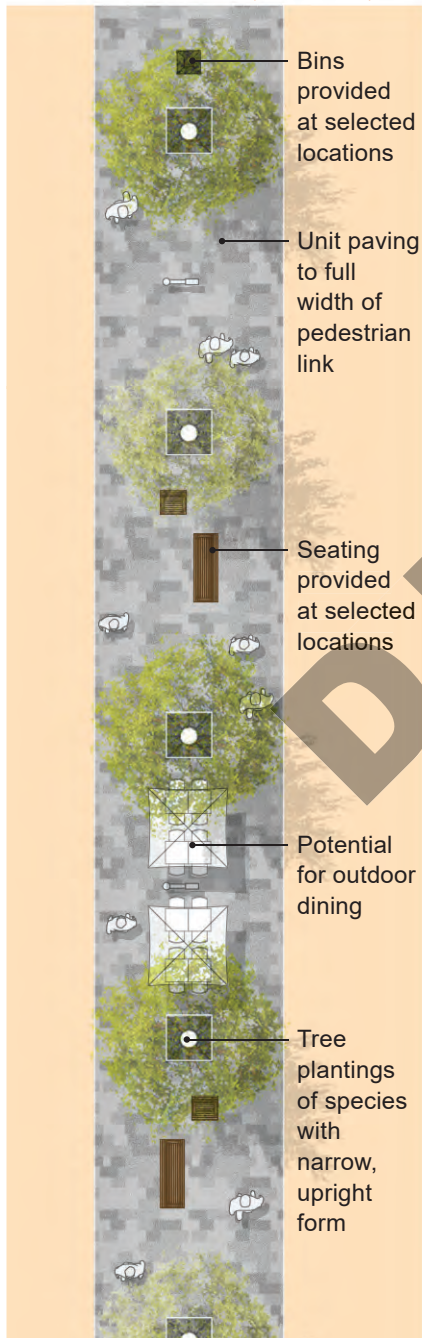 Bins
provided
at selected
locations
Unit paving
to full
width of
pedestrian
link
Seating
provided
at selected
locations
Potential
for outdoor
dining
Tree
plantings
of species
with
narrow,
upright
form